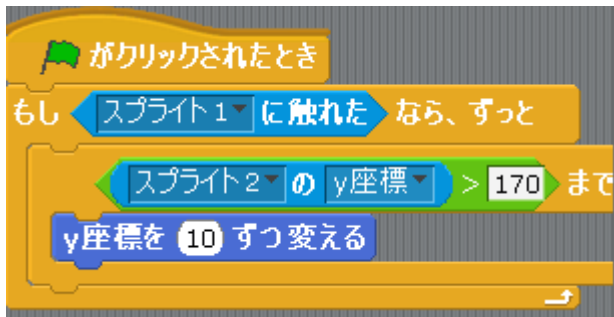 がクリックされたとき
もし スプライト1 に触れた なら、ずっと
スプライト2 の y座標 > 170 まで
y座標を 10 ずつ変える